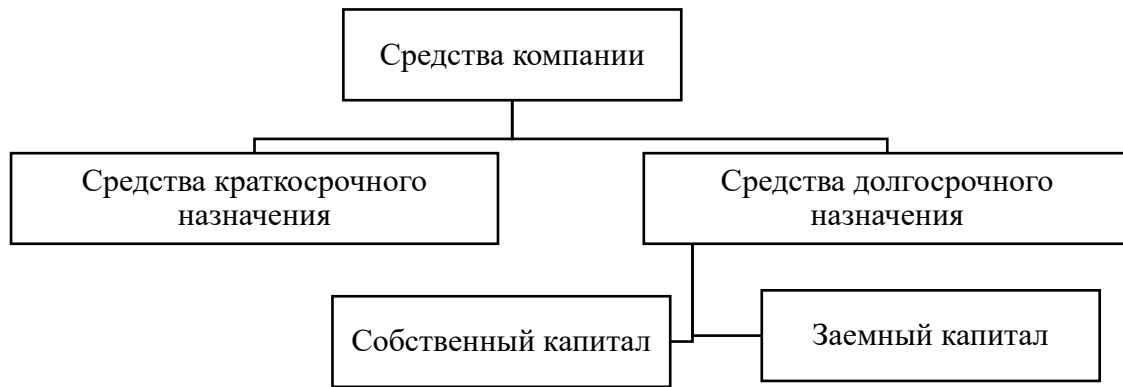 Средства компании
Средства краткосрочного
назначения
Средства долгосрочного
назначения
Собственный капитал
Заемный капитал